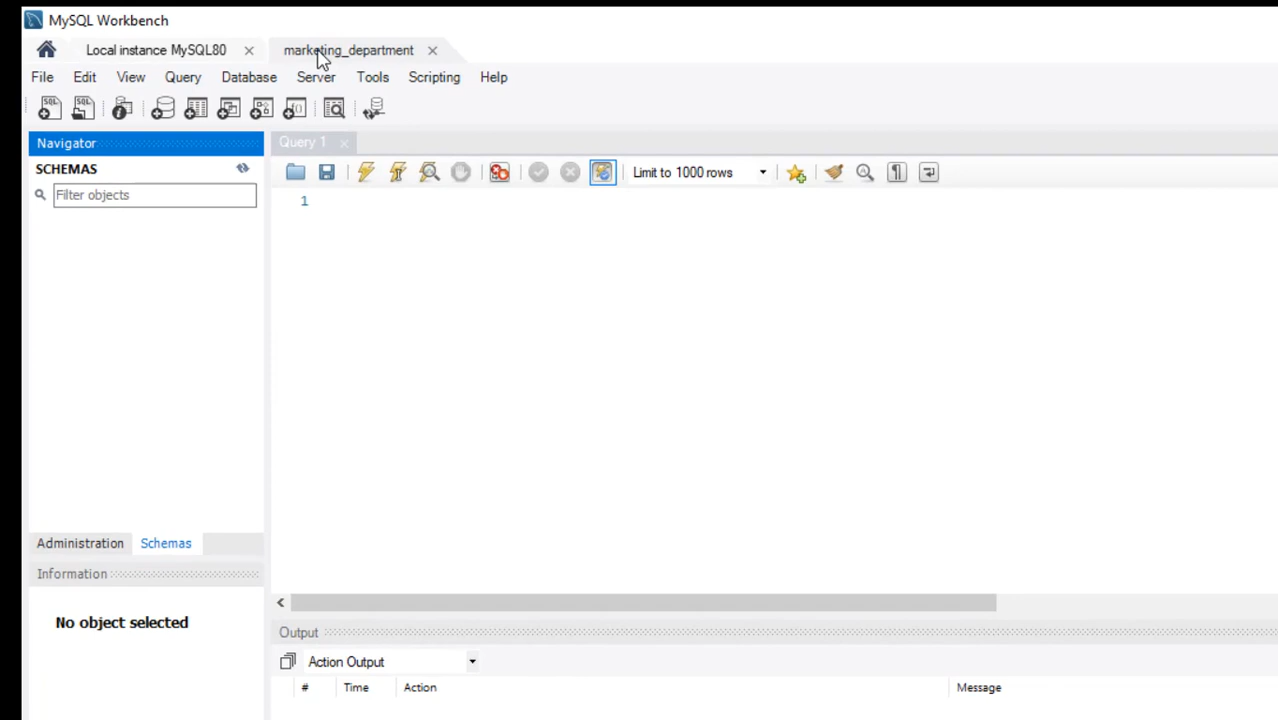 MySQL Workbench
Local instance MySQL80
marketing_department
File Edit View Query Database Server Tools Scripting Help
SQL SQL
Navigator
SCHEMAS
Filter objects
Query 1
Limit to 1000 rows
1
Administration Schemas
Information
No object selected
Output
Action Output
# Time Action Message